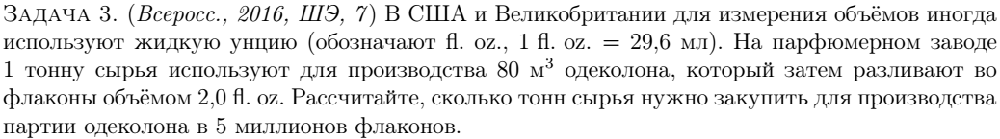 Задача 3. (Всеросс., 2016, ШЭ, 7) В США и Великобритании для измерения объёмов иногда
используют жидкую унцию (обозначают fl. oz., 1 fl. oz. = 29,6 мл). На парфюмерном заводе
1 тонну сырья используют для производства 80 м³ одеколона, который затем разливают во
флаконы объёмом 2,0 fl. oz. Рассчитайте, сколько тонн сырья нужно закупить для производства
партии одеколона в 5 миллионов флаконов.